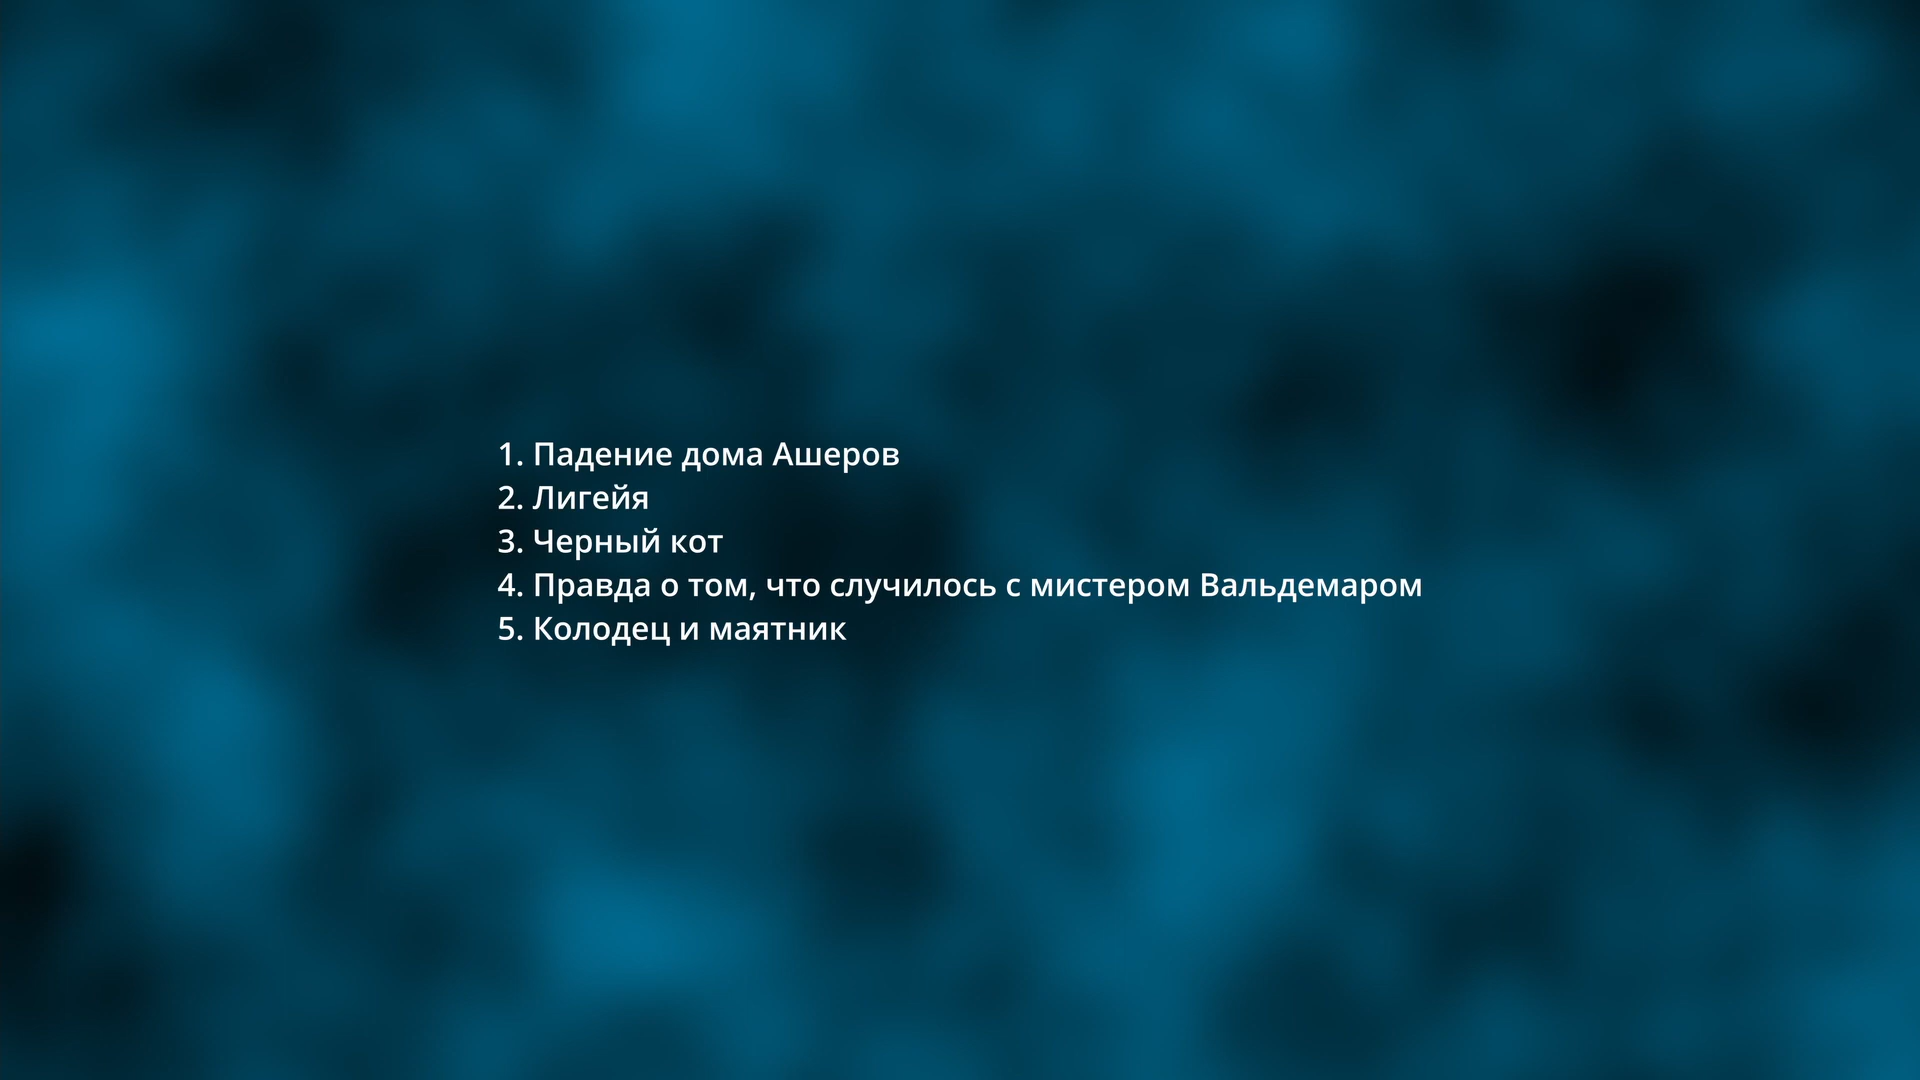 1. Падение дома Ашеров
2. Лигейя
3. Черный кот
4. Правда о том, что случилось с мистером Вальдемаром
5. Колодец и маятник